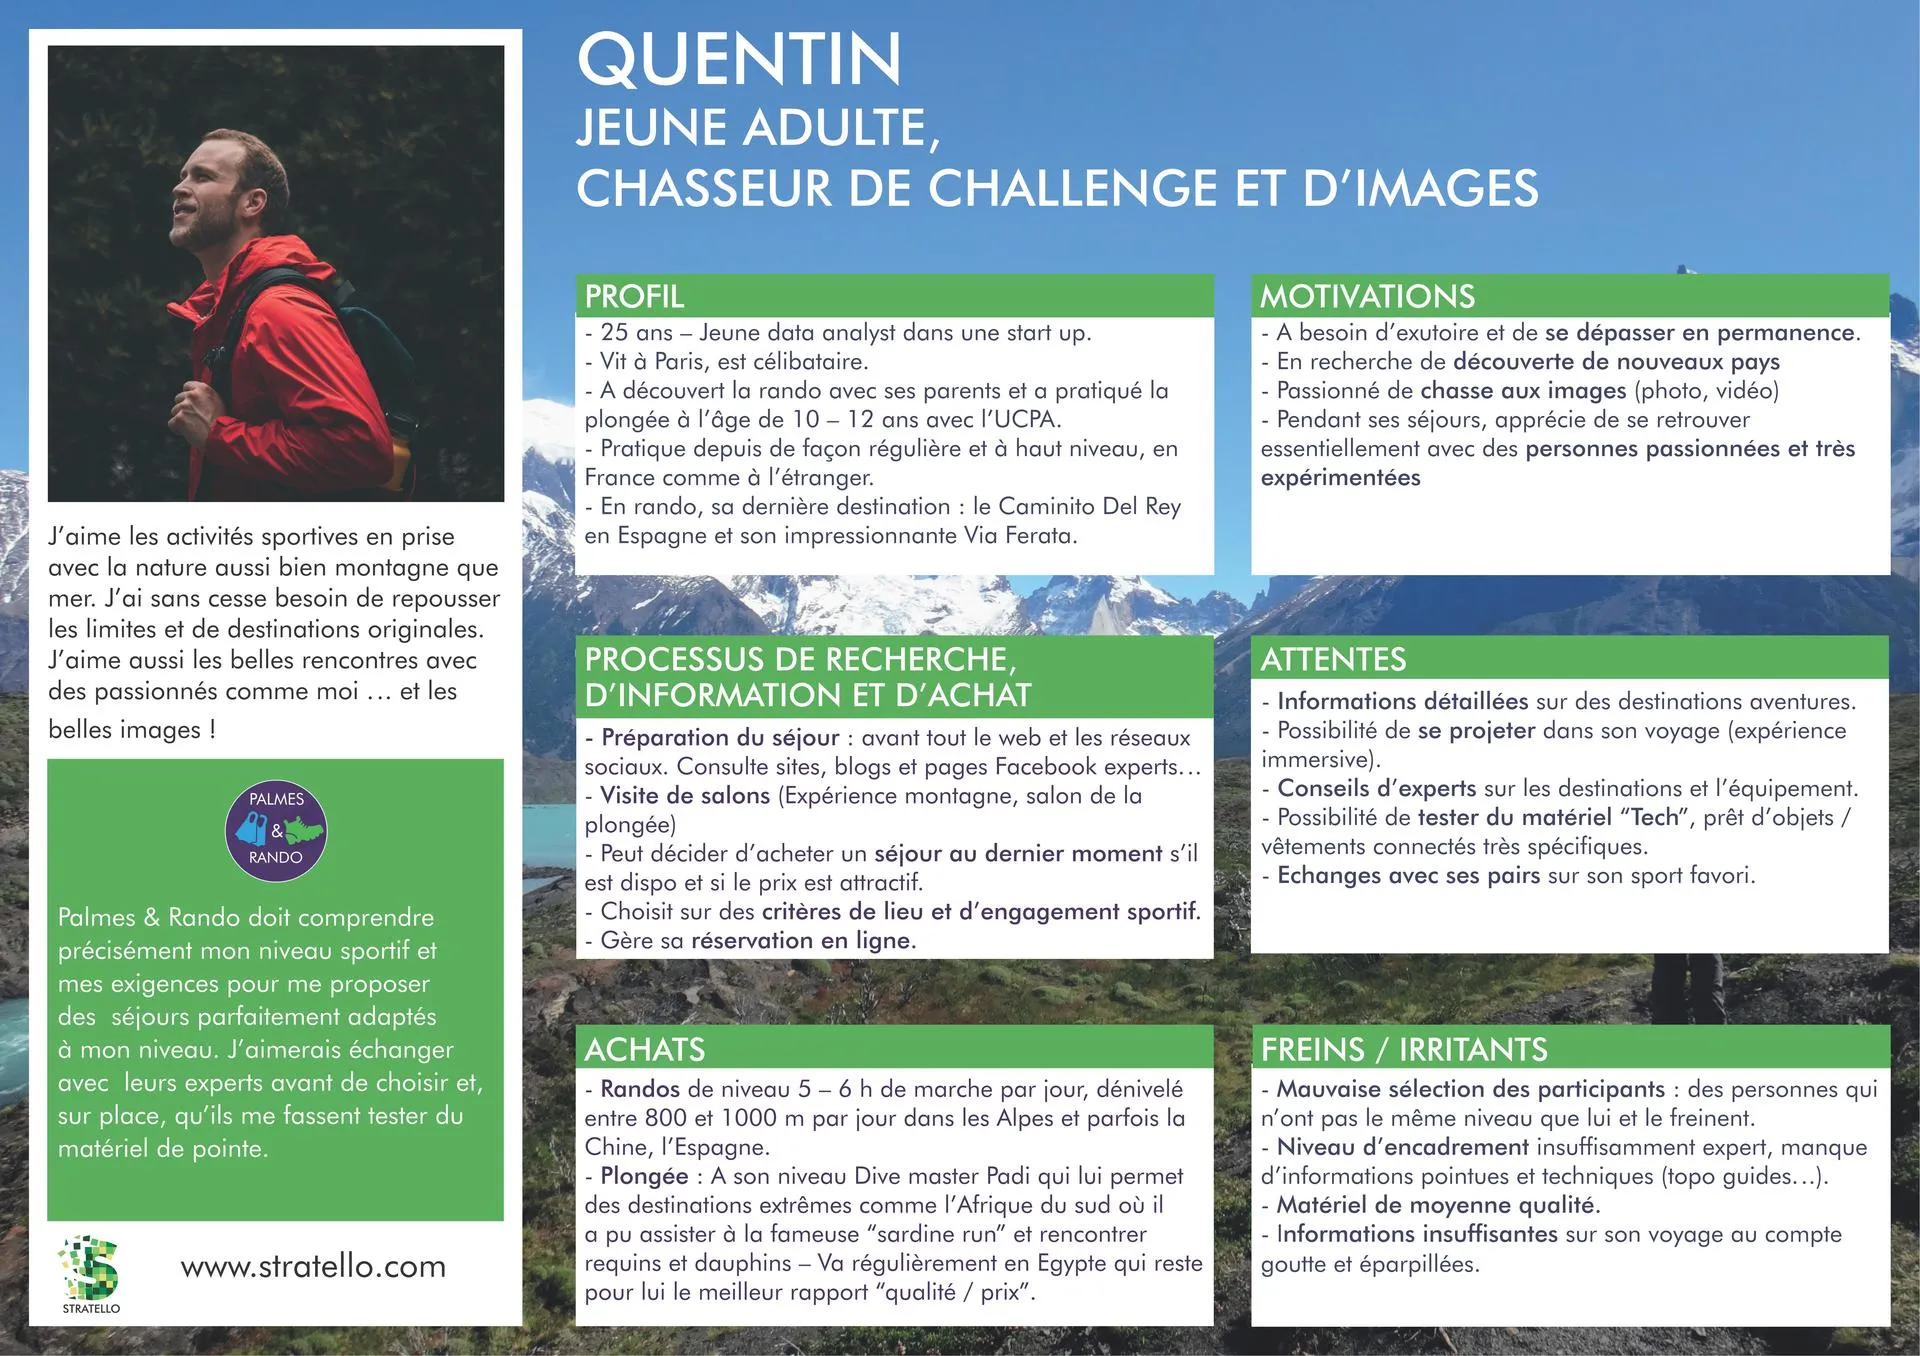 QUENTIN
JEUNE ADULTE,
CHASSEUR DE CHALLENGE ET D’IMAGES
J’aime les activités sportives en prise
avec la nature aussi bien montagne que
mer. J’ai sans cesse besoin de repousser
les limites et de destinations originales.
J’aime aussi les belles rencontres avec
des passionnés comme moi … et les
belles images !
PALMES
&
RANDO
Palmes & Rando doit comprendre
précisément mon niveau sportif et
mes exigences pour me proposer
des séjours parfaitement adaptés
à mon niveau. J’aimerais échanger
avec leurs experts avant de choisir et,
sur place, qu’ils me fassent tester du
matériel de pointe.
STRATELLO
www.stratello.com
PROFIL
- 25 ans – Jeune data analyst dans une start up.
- Vit à Paris, est célibataire.
- A découvert la rando avec ses parents et a pratiqué la
plongée à l’âge de 10 – 12 ans avec l’UCPA.
- Pratique depuis de façon régulière et à haut niveau, en
France comme à l’étranger.
- En rando, sa dernière destination : le Caminito Del Rey
en Espagne et son impressionnante Via Ferata.
MOTIVATIONS
- A besoin d’exutoire et de se dépasser en permanence.
- En recherche de découverte de nouveaux pays
- Passionné de chasse aux images (photo, vidéo)
- Pendant ses séjours, apprécie de se retrouver
essentiellement avec des personnes passionnées et très
expérimentées
PROCESSUS DE RECHERCHE,
D’INFORMATION ET D’ACHAT
- Préparation du séjour : avant tout le web et les réseaux
sociaux. Consulte sites, blogs et pages Facebook experts…
- Visite de salons (Expérience montagne, salon de la
plongée)
- Peut décider d’acheter un séjour au dernier moment s’il
est dispo et si le prix est attractif.
- Choisit sur des critères de lieu et d’engagement sportif.
- Gère sa réservation en ligne.
ATTENTES
- Informations détaillées sur des destinations aventures.
- Possibilité de se projeter dans son voyage (expérience
immersive).
- Conseils d’experts sur les destinations et l’équipement.
- Possibilité de tester du matériel “Tech”, prêt d’objets /
vêtements connectés très spécifiques.
- Echanges avec ses pairs sur son sport favori.
ACHATS
- Randos de niveau 5 – 6 h de marche par jour, dénivelé
entre 800 et 1000 m par jour dans les Alpes et parfois la
Chine, l’Espagne.
- Plongée : A son niveau Dive master Padi qui lui permet
des destinations extrêmes comme l’Afrique du sud où il
a pu assister à la fameuse “sardine run” et rencontrer
requins et dauphins – Va régulièrement en Egypte qui reste
pour lui le meilleur rapport “qualité / prix”.
FREINS / IRRITANTS
- Mauvaise sélection des participants : des personnes qui
n’ont pas le même niveau que lui et le freinent.
- Niveau d’encadrement insuffisamment expert, manque
d’informations pointues et techniques (topo guides…).
- Matériel de moyenne qualité.
- Informations insuffisantes sur son voyage au compte
goutte et éparpillées.